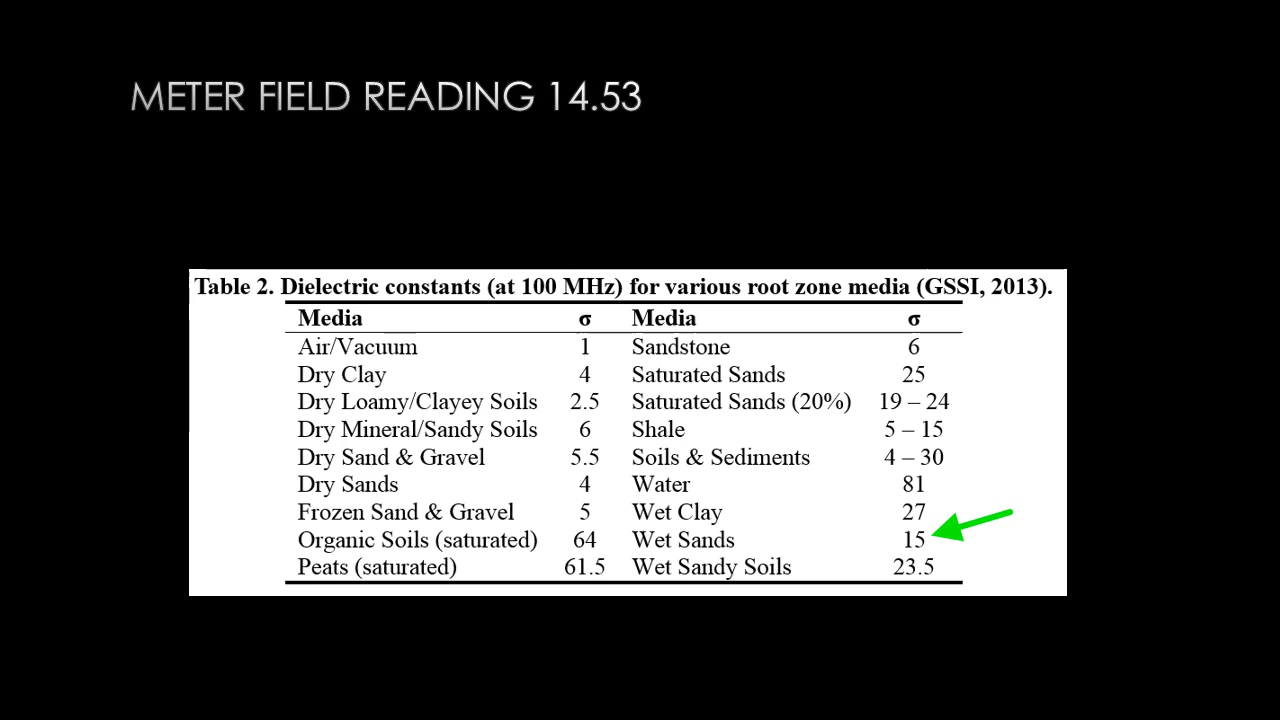 METER FIELD READING 14.53
Table 2. Dielectric constants (at 100 MHz) for various root zone media (GSSI, 2013).
Media σ Media σ
Air/Vacuum 1 Sandstone 6
Dry Clay 4 Saturated Sands 25
Dry Loamy/Clayey Soils 2.5 Saturated Sands (20%) 19 – 24
Dry Mineral/Sandy Soils 6 Shale 5 – 15
Dry Sand & Gravel 5.5 Soils & Sediments 4 – 30
Dry Sands 4 Water 81
Frozen Sand & Gravel 5 Wet Clay 27
Organic Soils (saturated) 64 Wet Sands 15
Peats (saturated) 61.5 Wet Sandy Soils 23.5